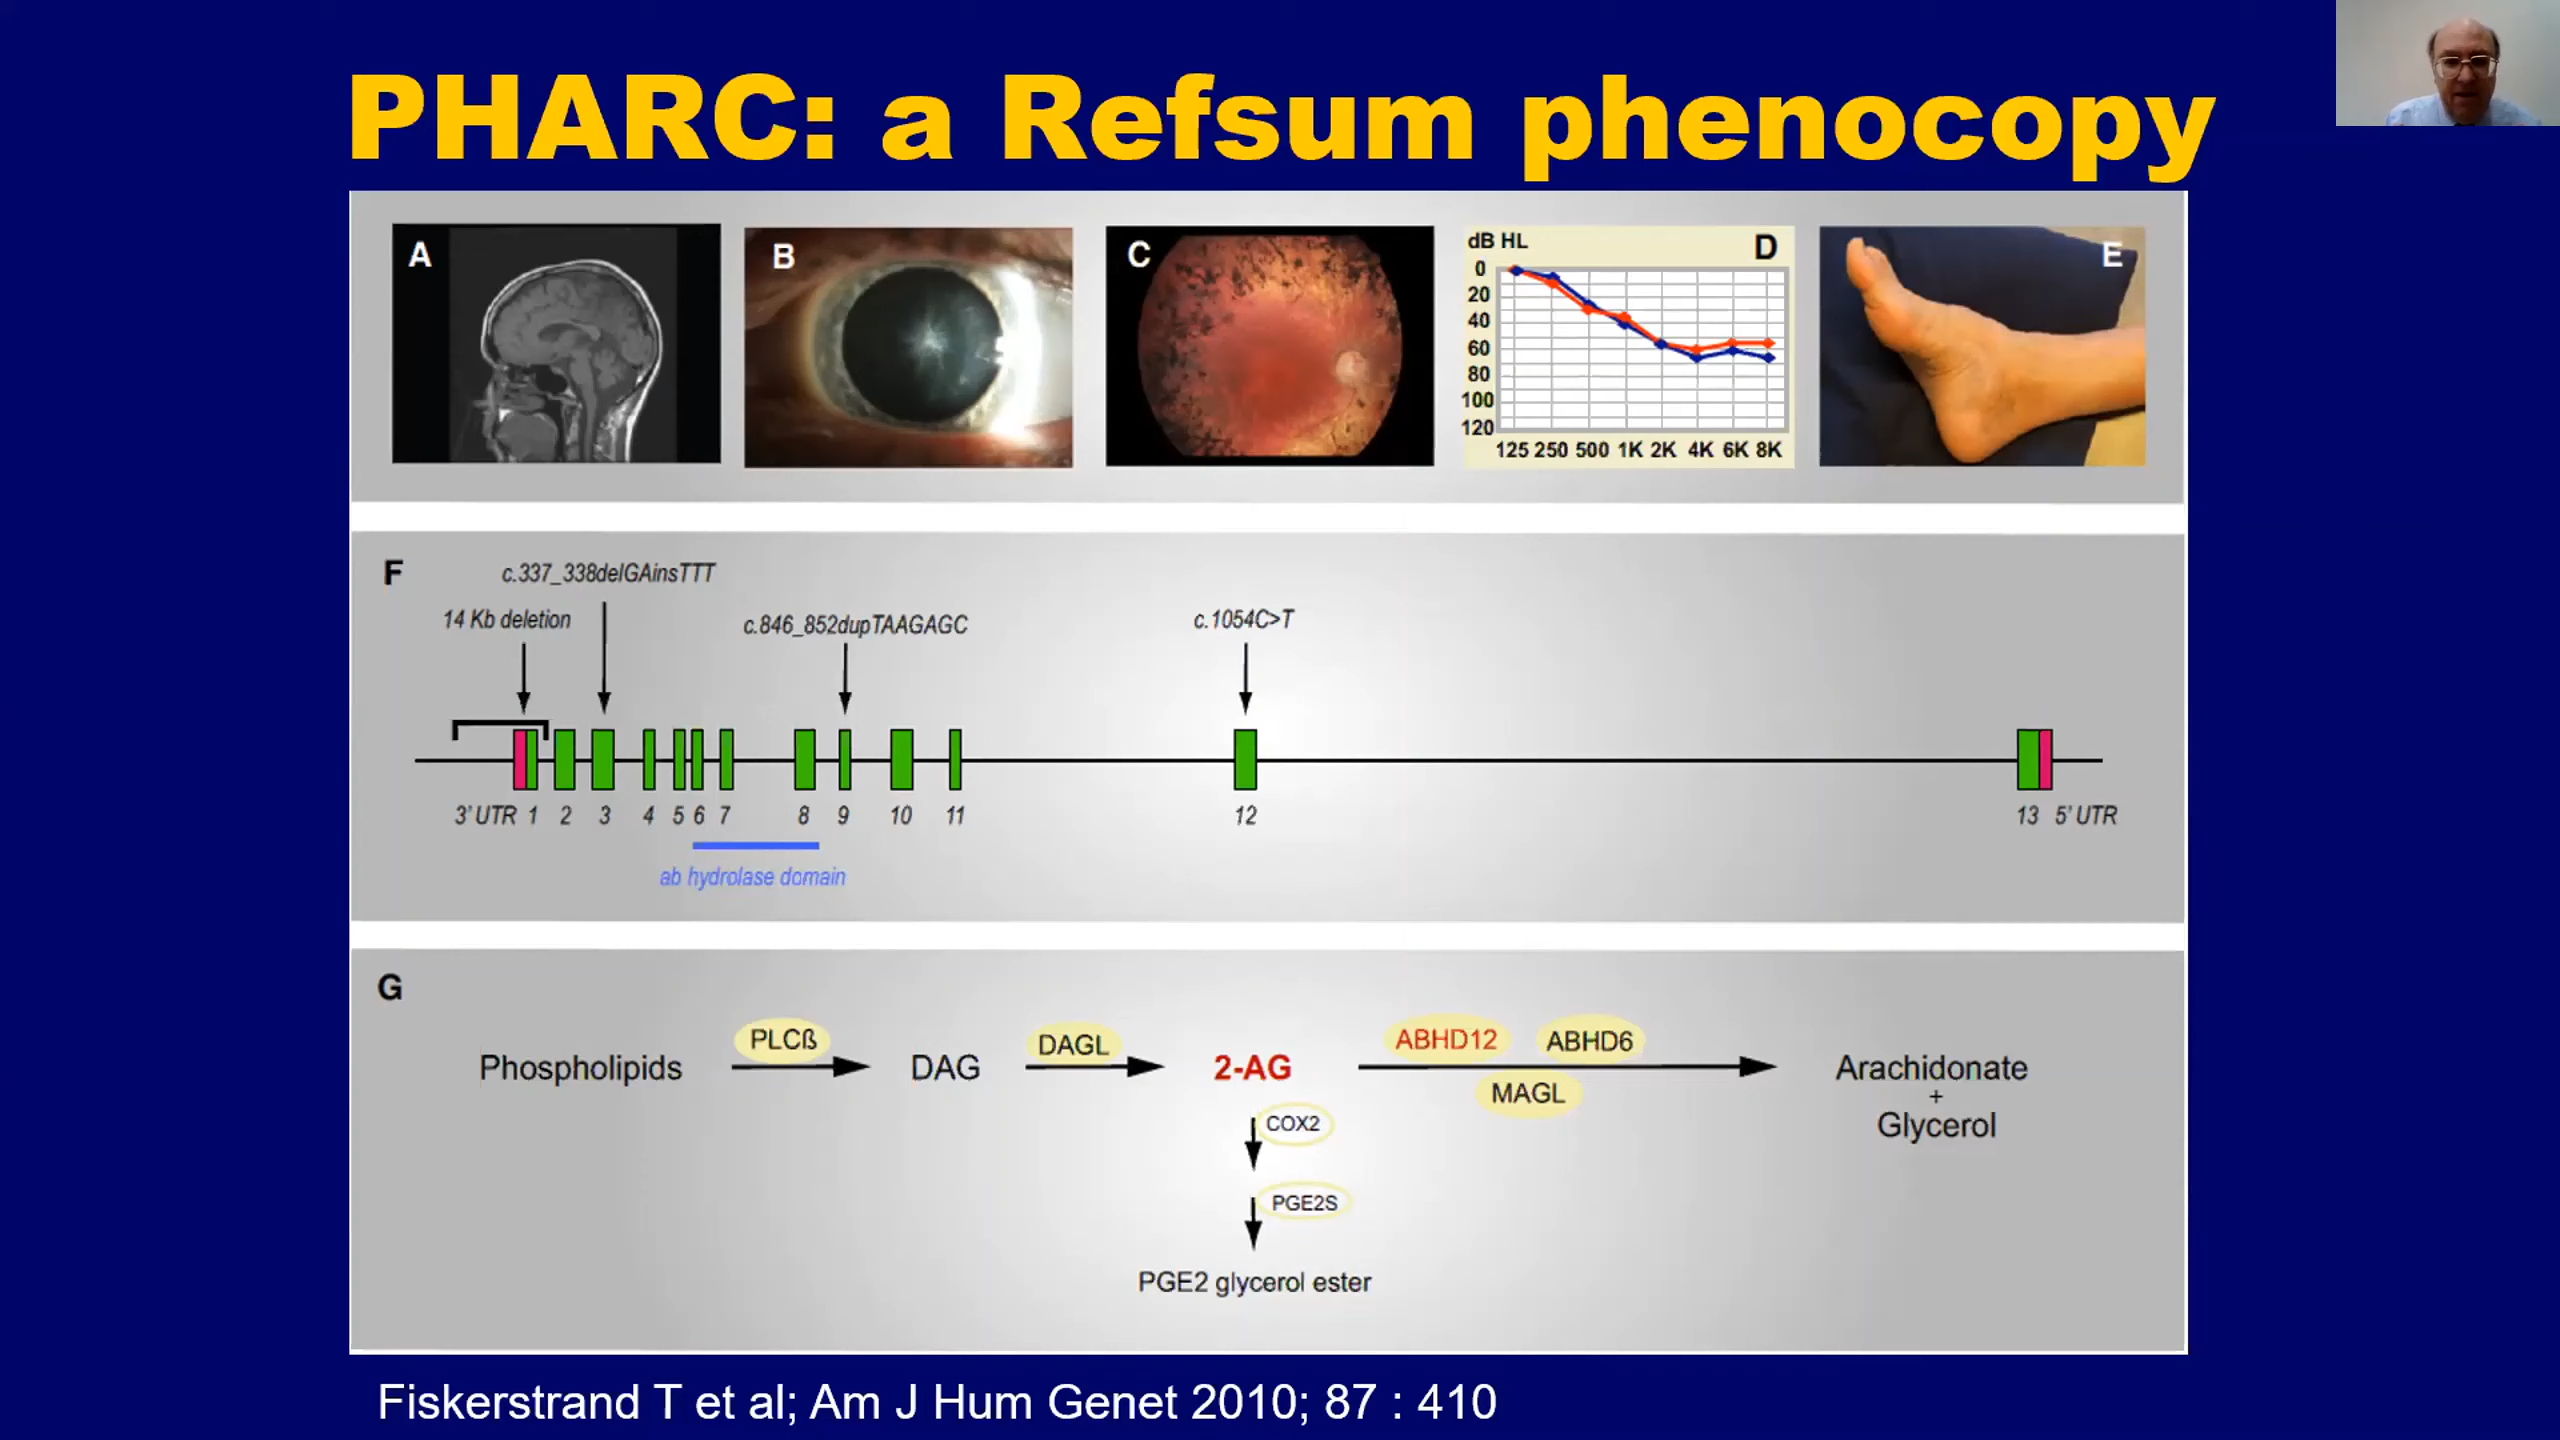 PHARC: a Refsum phenocopy
A
B
C
dB HL
D
0
20
40
60
80
100
120
125 250 500 1K 2K 4K 6K 8K
E
F
c.337_338delGAinsTTT
14 Kb deletion
c.846_852dupTAAGAGC
c.1054C>T
3' UTR 1 2 3 4 5 6 7 8 9 10 11 12 13 5' UTR
ab hydrolase domain
G
Phospholipids
PLCß
DAG
DAGL
2-AG
ABHD12
ABHD6
MAGL
Arachidonate
+
Glycerol
COX2
PGE2S
PGE2 glycerol ester
Fiskerstrand T et al; Am J Hum Genet 2010; 87 : 410